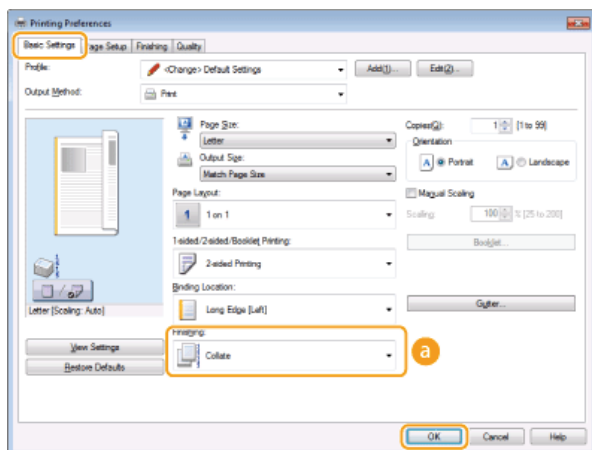 Printing Preferences
Basic Settings Page Setup Finishing Quality
Profile: <Change> Default Settings Add(1)... Edit(2)...
Output Method: Print
Page Size: Copies(Q): 1 [1 to 99]
Letter Orientation
Output Size: A Portrait A Landscape
Match Page Size
Page Layout: Manual Scaling
1 1 on 1 Scaling: 100 % [25 to 200]
1-sided/2-sided/Booklet Printing: Booklet...
2-sided Printing
Binding Location:
Letter [Scaling: Auto] Long Edge [Left] Gutter...
Finishing:
View Settings Collate a
Restore Defaults
OK Cancel Help